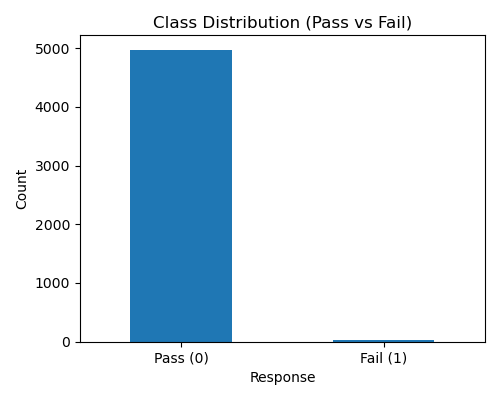 Class Distribution (Pass vs Fail)
5000
4000
3000
2000
1000
0
Count
Pass (0)
Fail (1)
Response